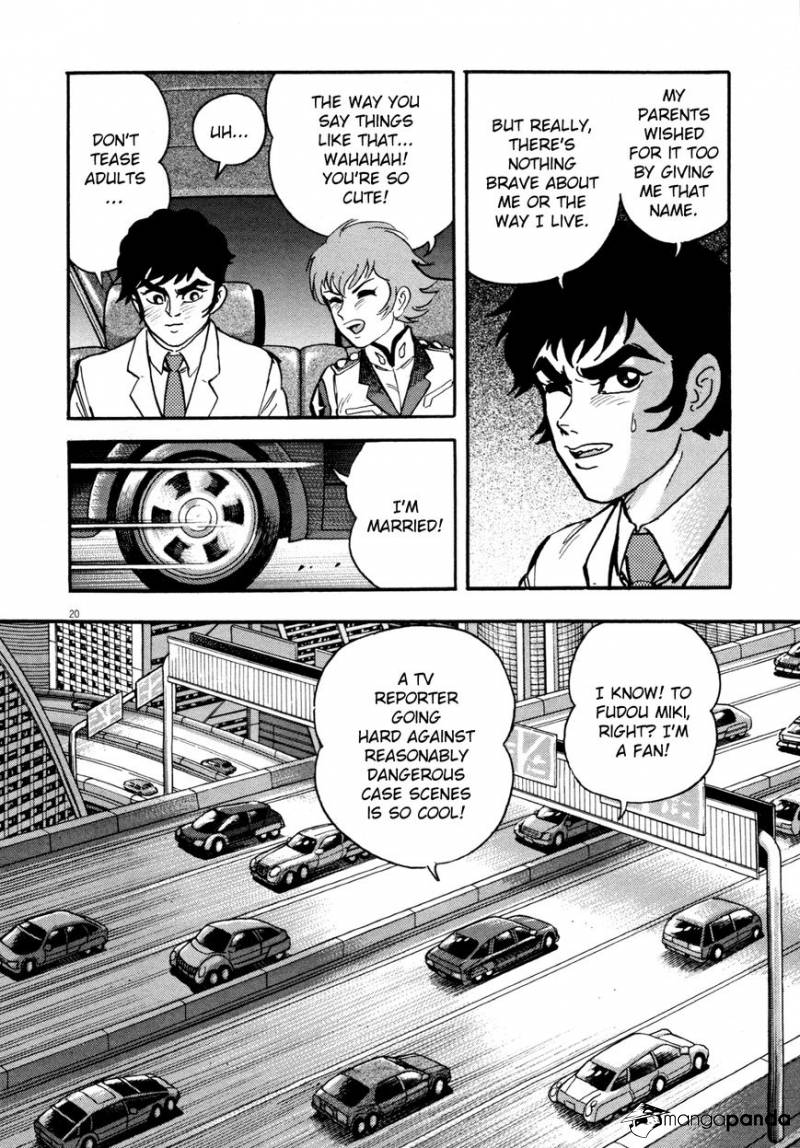 MY
PARENTS
WISHED
FOR IT TOO
BY GIVING
ME THAT
NAME.
BUT REALLY,
THERE'S
NOTHING
BRAVE ABOUT
ME OR THE
WAY I LIVE.
THE WAY YOU
SAY THINGS
LIKE THAT...
WAHAHAH!
YOU'RE SO
CUTE!
UH...
DON'T
TEASE
ADULTS
...
I'M
MARRIED!
20
I KNOW! TO
FUDOU MIKI,
RIGHT? I'M
A FAN!
A TV
REPORTER
GOING
HARD AGAINST
REASONABLY
DANGEROUS
CASE SCENES
IS SO COOL!
mangapanda